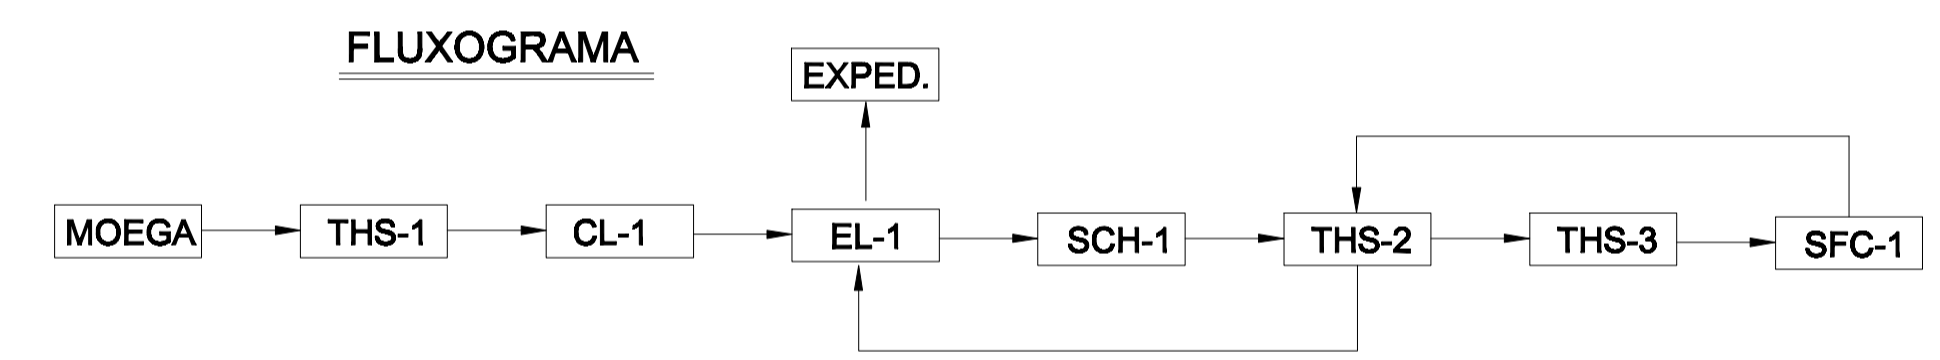 FLUXOGRAMA
EXPED.
MOEGA
THS-1
CL-1
EL-1
SCH-1
THS-2
THS-3
SFC-1